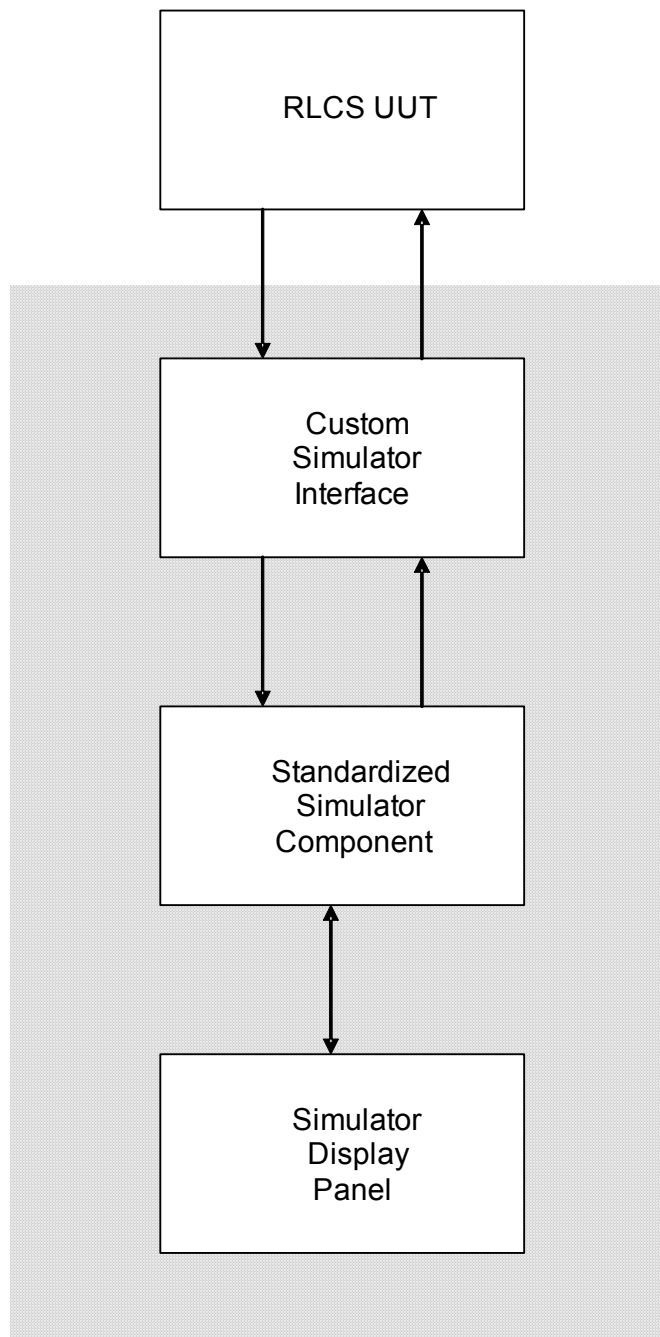 RLCS UUT
Custom
Simulator
Interface
Standardized
Simulator
Component
Simulator
Display
Panel